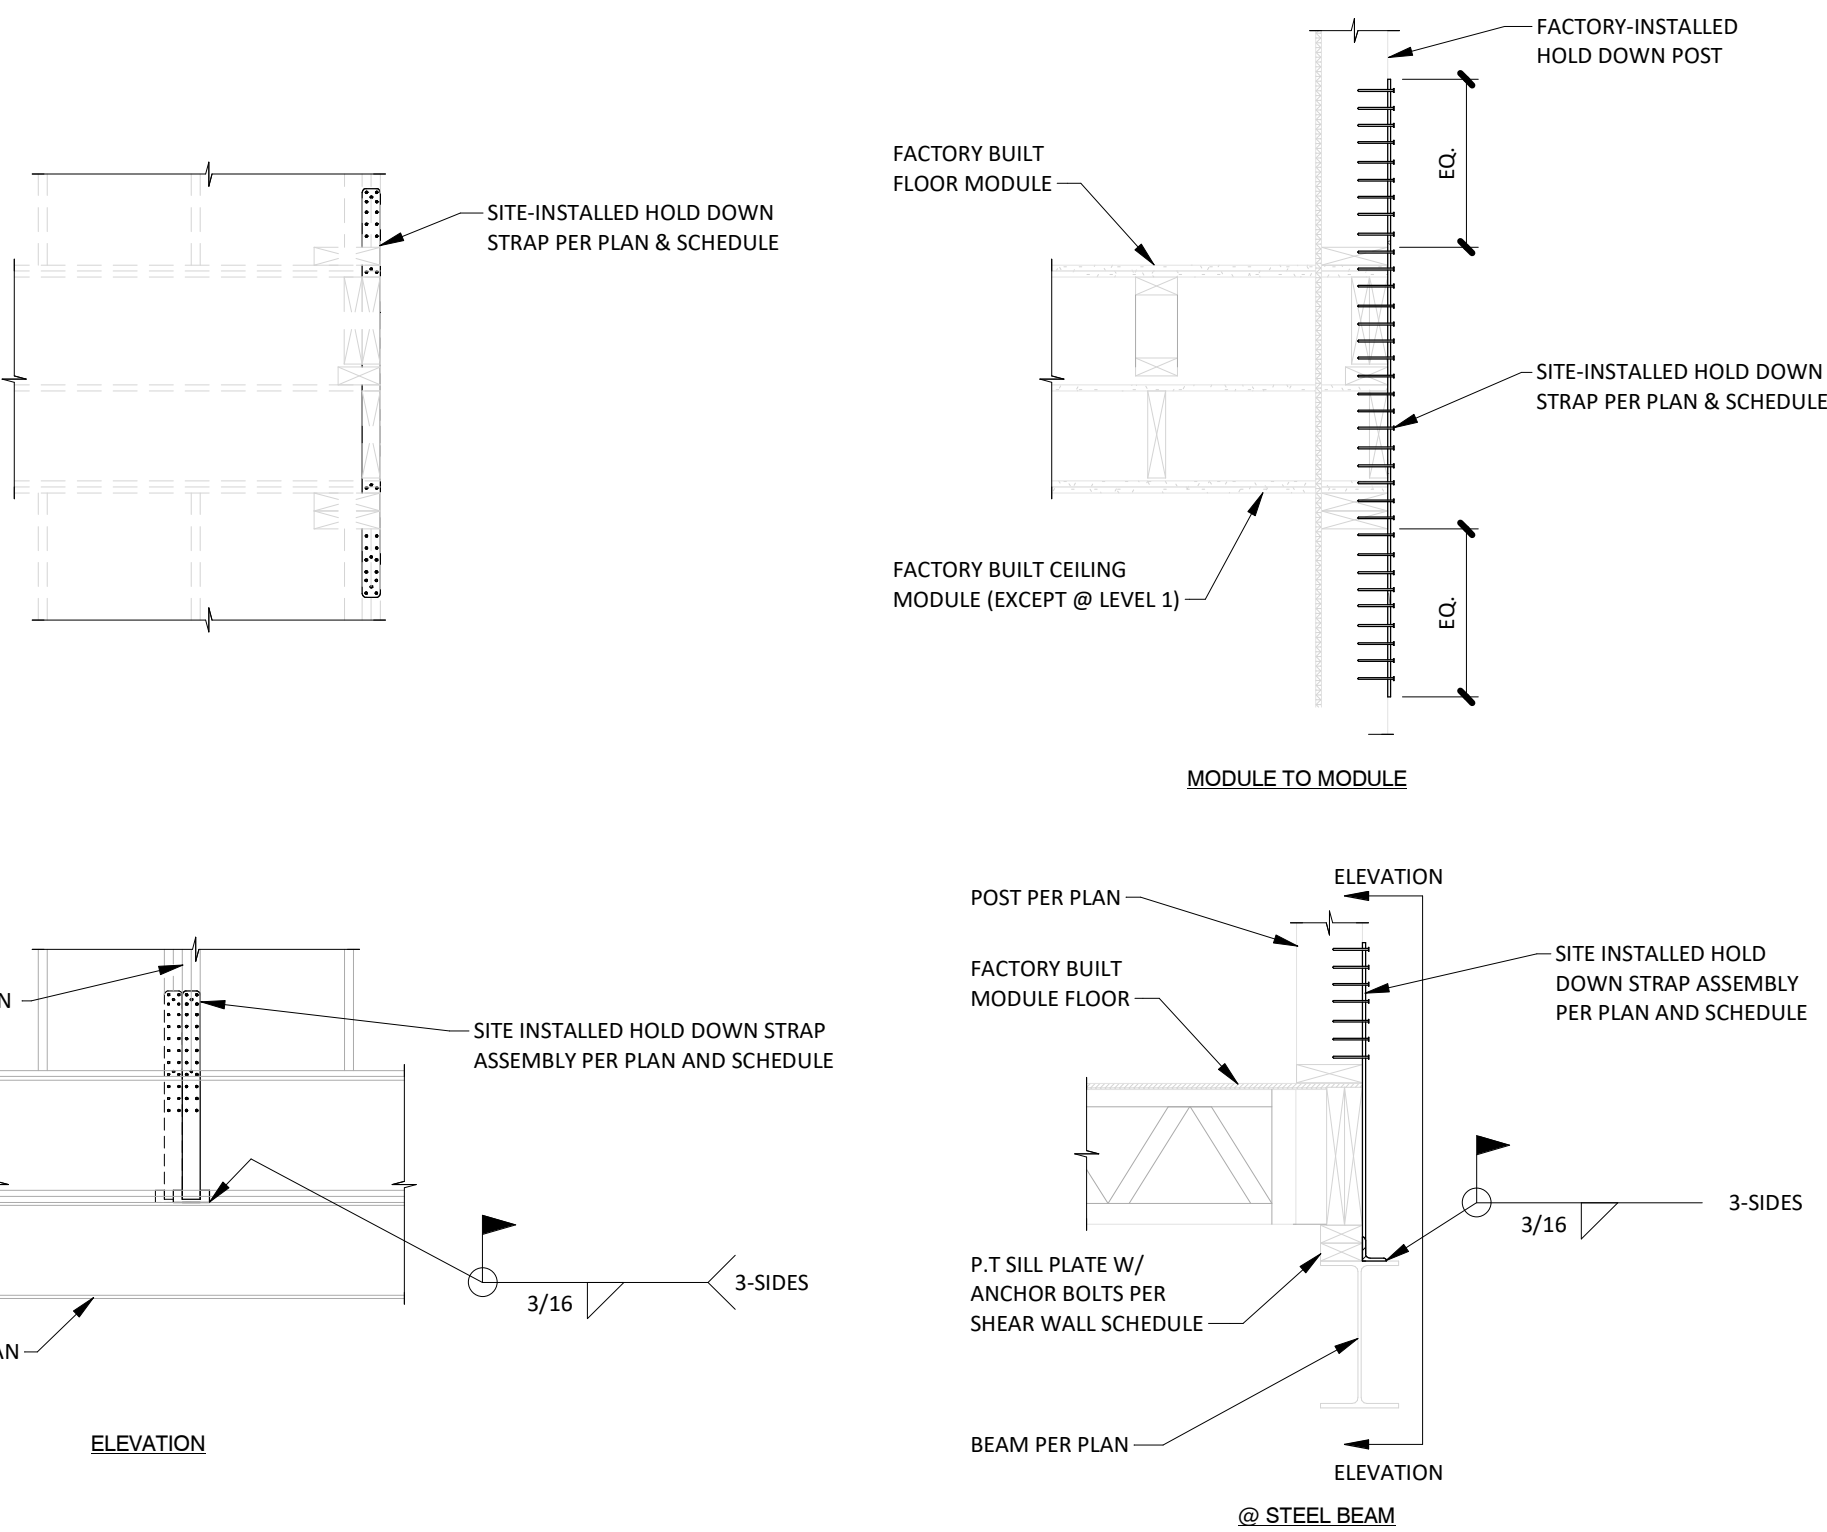 FACTORY-INSTALLED
HOLD DOWN POST
FACTORY BUILT
FLOOR MODULE
EQ.
SITE-INSTALLED HOLD DOWN
STRAP PER PLAN & SCHEDULE
SITE-INSTALLED HOLD DOWN
STRAP PER PLAN & SCHEDULE
FACTORY BUILT CEILING
MODULE (EXCEPT @ LEVEL 1)
EQ.
MODULE TO MODULE
N
SITE INSTALLED HOLD DOWN STRAP
ASSEMBLY PER PLAN AND SCHEDULE
3/16
3-SIDES
AN
ELEVATION
ELEVATION
POST PER PLAN
FACTORY BUILT
MODULE FLOOR
SITE INSTALLED HOLD
DOWN STRAP ASSEMBLY
PER PLAN AND SCHEDULE
3/16
3-SIDES
P.T SILL PLATE W/
ANCHOR BOLTS PER
SHEAR WALL SCHEDULE
BEAM PER PLAN
ELEVATION
@ STEEL BEAM